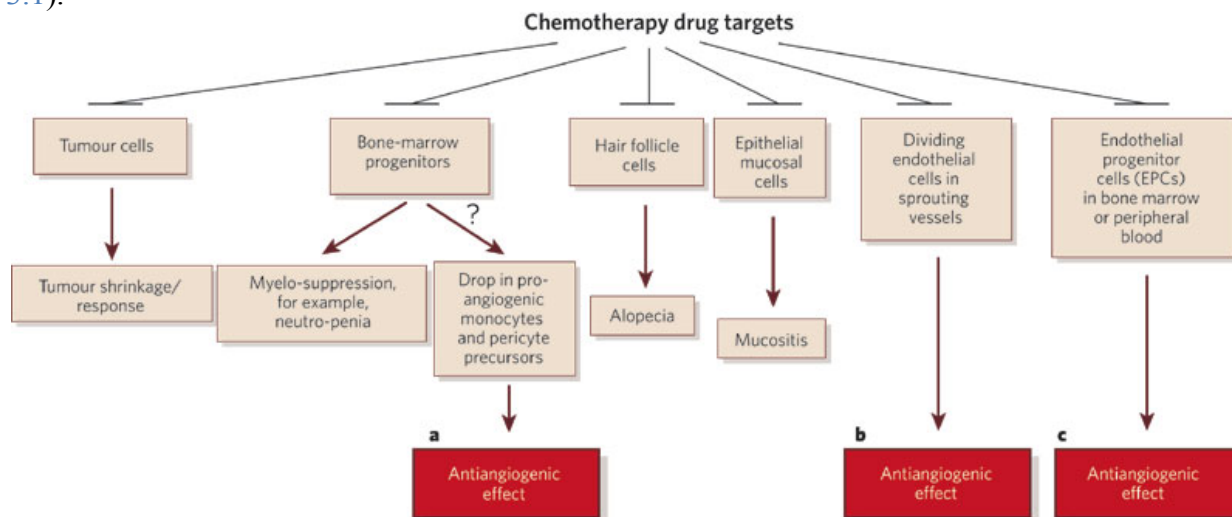 3.1).
Chemotherapy drug targets
Tumour cells
Bone-marrow
progenitors
Hair follicle
cells
Epithelial
mucosal
cells
Dividing
endothelial
cells in
sprouting
vessels
Endothelial
progenitor
cells (EPCs)
in bone marrow
or peripheral
blood
?
Tumour shrinkage/
response
Myelo-suppression,
for example,
neutro-penia
Drop in pro-
angiogenic
monocytes
and pericyte
precursors
Alopecia
Mucositis
a
Antiangiogenic
effect
b
Antiangiogenic
effect
c
Antiangiogenic
effect